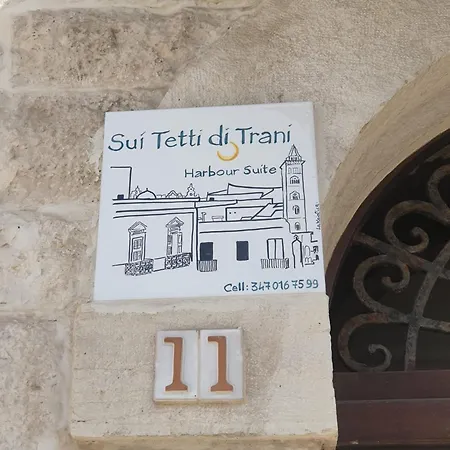 Sui Tetti di Trani
Harbour Suite
Cell: 347 016 75 99
11